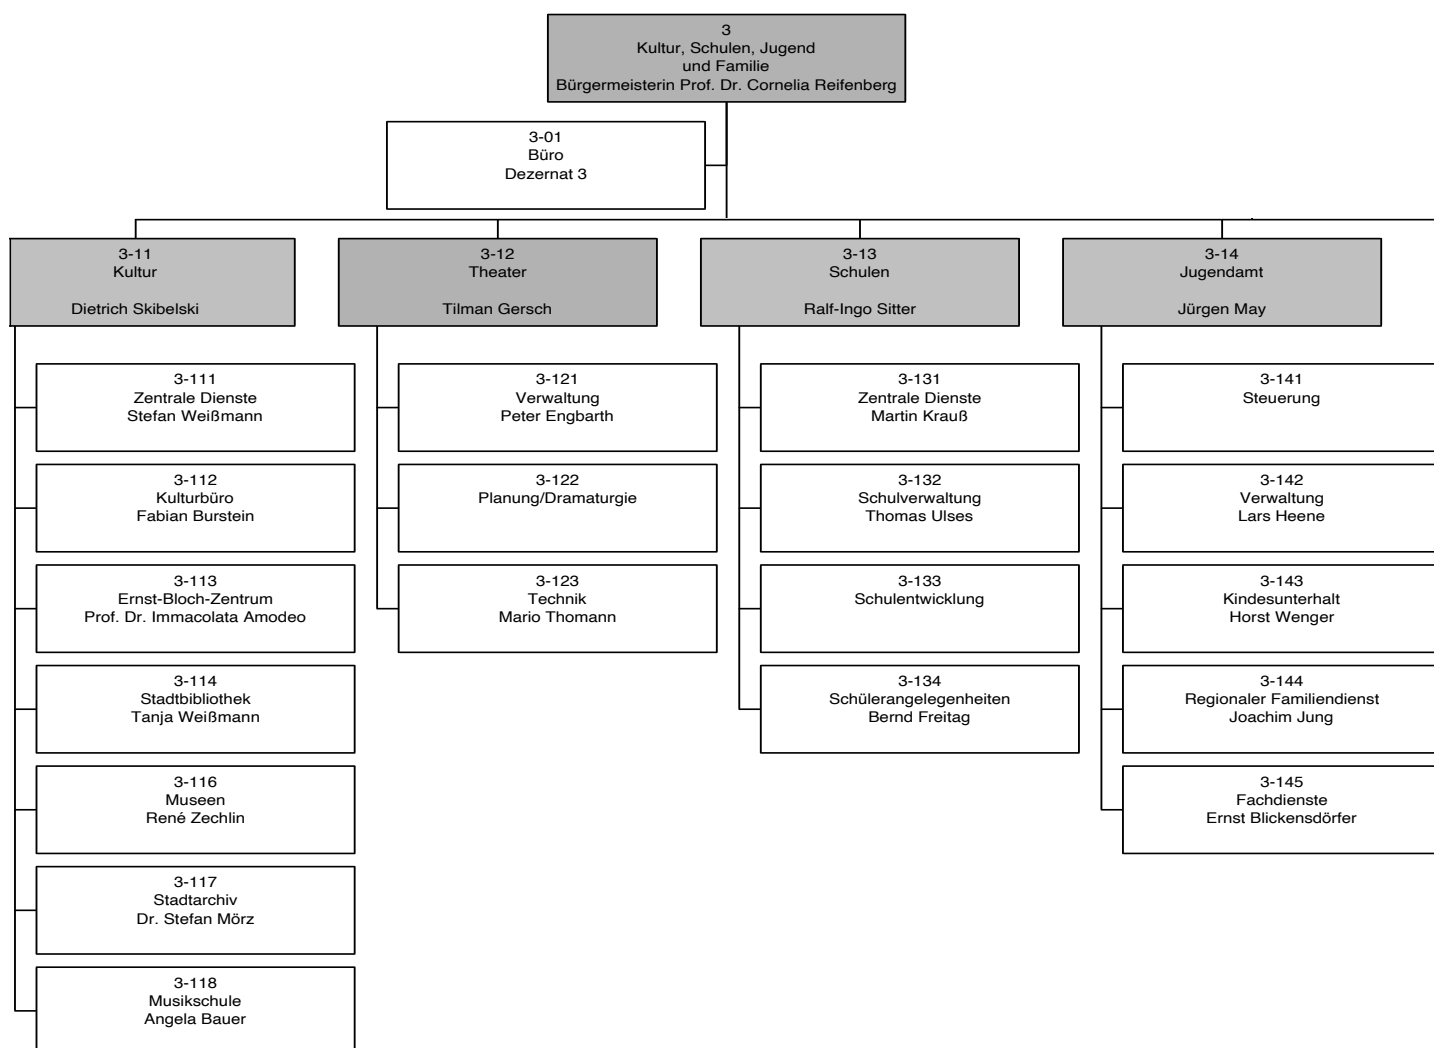 3
Kultur, Schulen, Jugend
und Familie
Bürgermeisterin Prof. Dr. Cornelia Reifenberg
3-01
Büro
Dezernat 3
3-11
Kultur
Dietrich Skibelski
3-111
Zentrale Dienste
Stefan Weißmann
3-112
Kulturbüro
Fabian Burstein
3-113
Ernst-Bloch-Zentrum
Prof. Dr. Immacolata Amodeo
3-114
Stadtbibliothek
Tanja Weißmann
3-116
Museen
René Zechlin
3-117
Stadtarchiv
Dr. Stefan Mörz
3-118
Musikschule
Angela Bauer
3-12
Theater
Tilman Gersch
3-121
Verwaltung
Peter Engbarth
3-122
Planung/Dramaturgie
3-123
Technik
Mario Thomann
3-13
Schulen
Ralf-Ingo Sitter
3-131
Zentrale Dienste
Martin Krauß
3-132
Schulverwaltung
Thomas Ulses
3-133
Schulentwicklung
3-134
Schülerangelegenheiten
Bernd Freitag
3-14
Jugendamt
Jürgen May
3-141
Steuerung
3-142
Verwaltung
Lars Heene
3-143
Kindesunterhalt
Horst Wenger
3-144
Regionaler Familiendienst
Joachim Jung
3-145
Fachdienste
Ernst Blickensdörfer